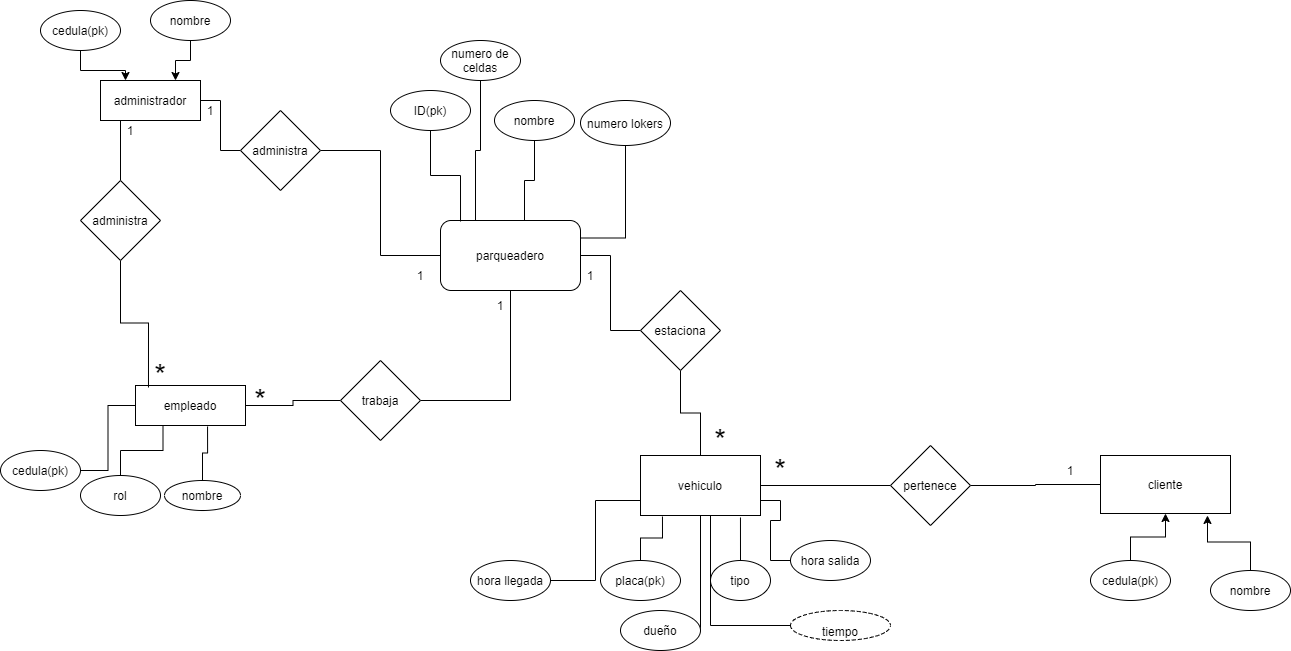 nombre
cedula(pk)
numero de
celdas
administrador
1
ID(pk)
nombre
numero lokers
1
administra
administra
parqueadero
1
1
1
estaciona
*
*
trabaja
empleado
*
*
cedula(pk)
rol
nombre
vehiculo
pertenece
1
cliente
hora llegada
placa(pk)
tipo
hora salida
cedula(pk)
nombre
dueño
tiempo